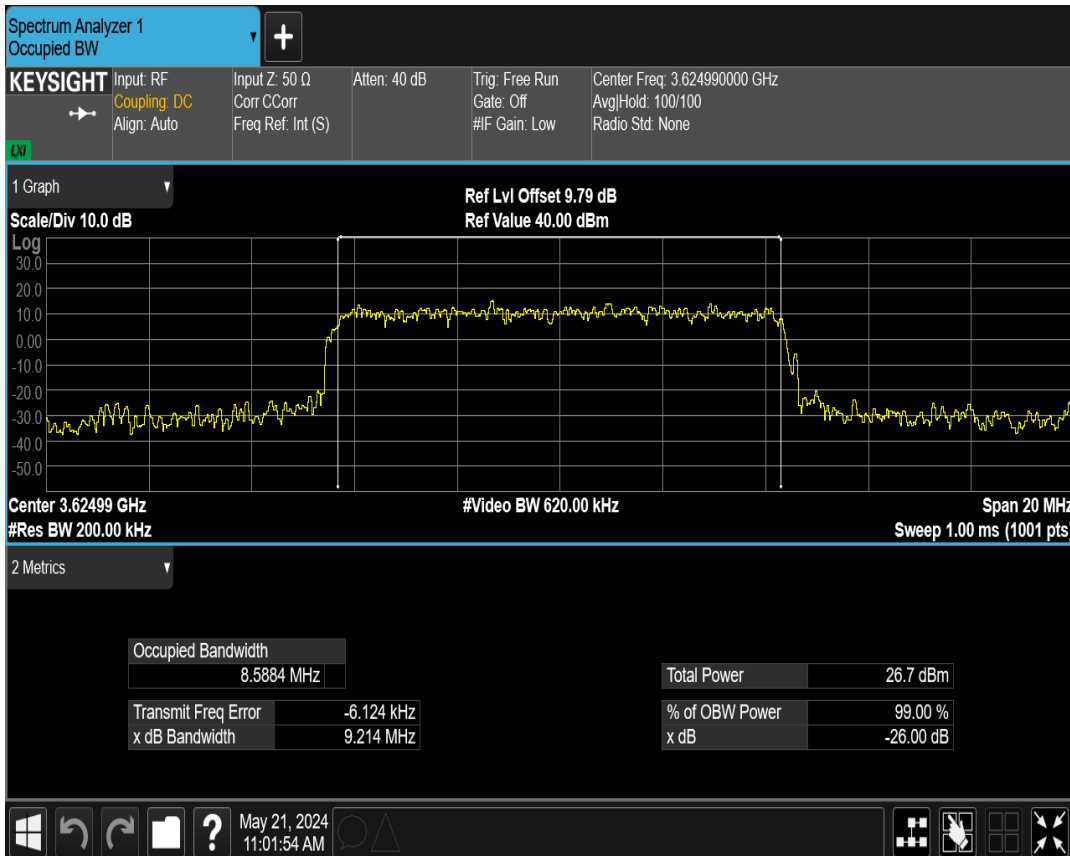 Spectrum Analyzer 1
Occupied BW
+
KEYSIGHT
LXI
Input: RF
Coupling: DC
Align: Auto
Input Z: 50 Ω
Corr CCorr
Freq Ref: Int (S)
Atten: 40 dB
Trig: Free Run
Gate: Off
#IF Gain: Low
Center Freq: 3.624990000 GHz
Avg|Hold: 100/100
Radio Std: None
1 Graph
Scale/Div 10.0 dB
Ref Lvl Offset 9.79 dB
Ref Value 40.00 dBm
Log
30.0
20.0
10.0
0.00
-10.0
-20.0
-30.0
-40.0
-50.0
Center 3.62499 GHz
#Res BW 200.00 kHz
#Video BW 620.00 kHz
Span 20 MHz
Sweep 1.00 ms (1001 pts)
2 Metrics
Occupied Bandwidth
8.5884 MHz
Transmit Freq Error -6.124 kHz
x dB Bandwidth 9.214 MHz
Total Power 26.7 dBm
% of OBW Power 99.00 %
x dB -26.00 dB
?
May 21, 2024
11:01:54 AM